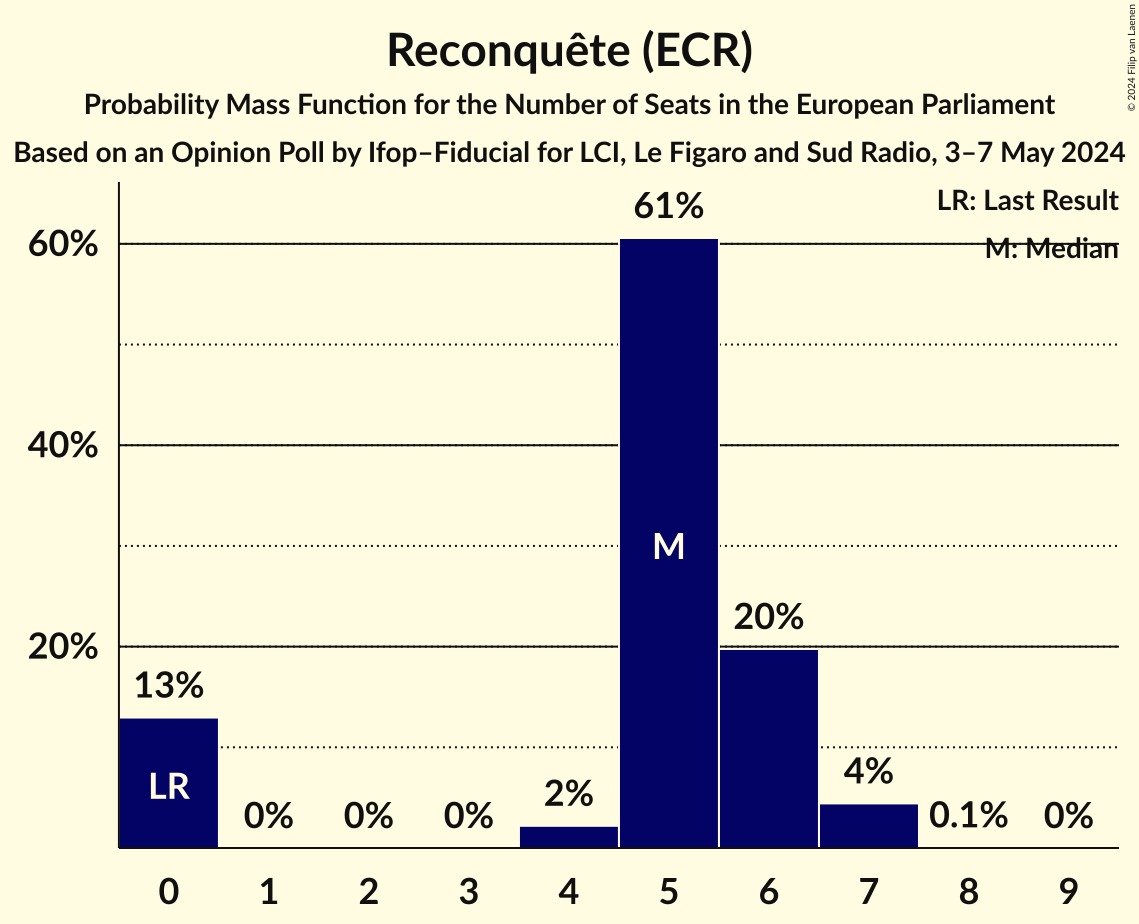 Reconquête (ECR)
Probability Mass Function for the Number of Seats in the European Parliament
Based on an Opinion Poll by Ifop–Fiducial for LCI, Le Figaro and Sud Radio, 3–7 May 2024
© 2024 Filip van Laenen
LR: Last Result
M: Median
60%
40%
20%
13%
0%
0%
0%
2%
61%
20%
4%
0.1%
0%
LR
M
0 1 2 3 4 5 6 7 8 9